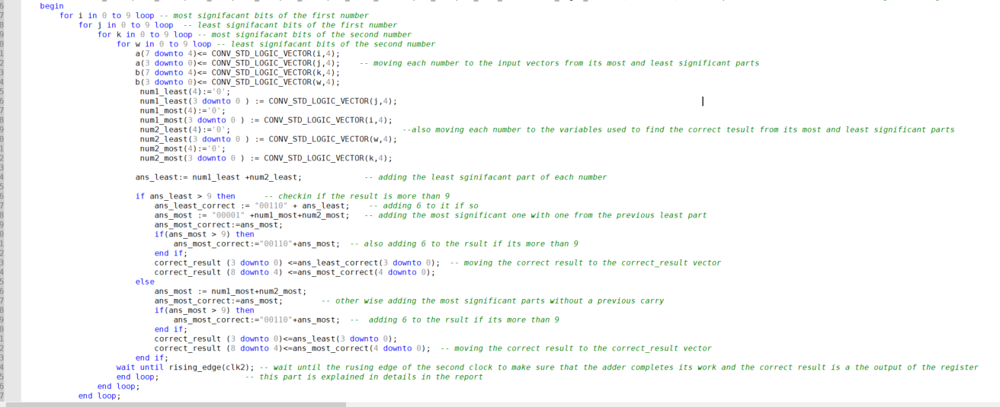 begin
for i in 0 to 9 loop -- most signifacant bits of the first number
for j in 0 to 9 loop  -- least signifacant bits of the first number
for k in 0 to 9 loop -- most signifacant bits of the second number
for w in 0 to 9 loop -- least signifacant bits of the second number
a(7 downto 4)<= CONV_STD_LOGIC_VECTOR(i,4);
a(3 downto 0)<= CONV_STD_LOGIC_VECTOR(j,4);    -- moving each number to the input vectors from its most and least significant parts
b(7 downto 4)<= CONV_STD_LOGIC_VECTOR(k,4);
b(3 downto 0)<= CONV_STD_LOGIC_VECTOR(w,4);
num1_least(4):='0';
num1_least(3 downto 0 ) := CONV_STD_LOGIC_VECTOR(j,4);
num1_most(4):='0';
num1_most(3 downto 0 ) := CONV_STD_LOGIC_VECTOR(i,4);
num2_least(4):='0';                                    --also moving each number to the variables used to find the correct tesult from its most and least significant parts
num2_least(3 downto 0 ) := CONV_STD_LOGIC_VECTOR(w,4);
num2_most(4):='0';
num2_most(3 downto 0 ) := CONV_STD_LOGIC_VECTOR(k,4);
ans_least:= num1_least +num2_least;             -- adding the least sginifacant part of each number
if ans_least > 9 then      -- checkin if the result is more than 9
ans_least_correct := "00110" + ans_least;    -- adding 6 to it if so
ans_most := "00001" +num1_most+num2_most;   -- adding the most significant one with one from the previous least part
ans_most_correct:=ans_most;
if(ans_most > 9) then
ans_most_correct:="00110"+ans_most;  -- also adding 6 to the rsult if its more than 9
end if;
correct_result (3 downto 0) <=ans_least_correct(3 downto 0);  -- moving the correct result to the correct_result vector
correct_result (8 downto 4) <=ans_most_correct(4 downto 0);
else
ans_most := num1_most+num2_most;
ans_most_correct:=ans_most;        -- other wise adding the most significant parts without a previous carry
if(ans_most > 9) then
ans_most_correct:="00110"+ans_most;  --  adding 6 to the rsult if its more than 9
end if;
correct_result (3 downto 0)<=ans_least(3 downto 0);
correct_result (8 downto 4)<=ans_most_correct(4 downto 0);  -- moving the correct result to the correct_result vector
end if;
wait until rising_edge(clk2); -- wait until the rusing edge of the second clock to make sure that the adder completes its work and the correct result is a the output of the register
end loop;                  -- this part is explained in details in the report
end loop;
end loop;